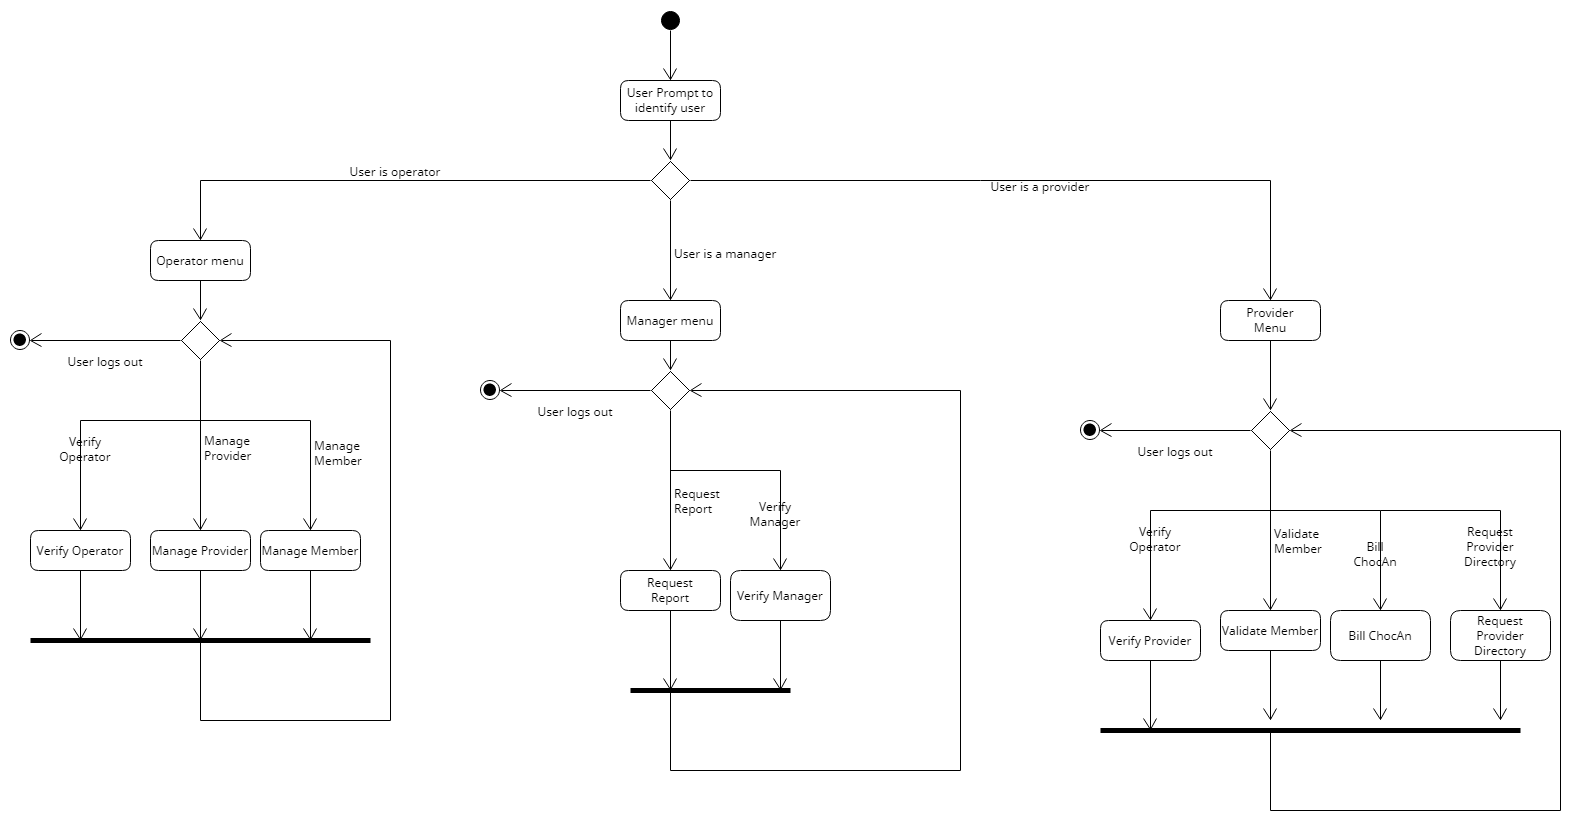 User Prompt to
identify user
User is operator
User is a provider
User is a manager
Operator menu
Manager menu
Provider
Menu
User logs out
User logs out
User logs out
Verify
Operator
Manage
Provider
Manage
Member
Verify Operator
Manage Provider
Manage Member
Request
Report
Verify
Manager
Request
Report
Verify Manager
Verify
Operator
Validate
Member
Bill
ChocAn
Request
Provider
Directory
Verify Provider
Validate Member
Bill ChocAn
Request
Provider
Directory